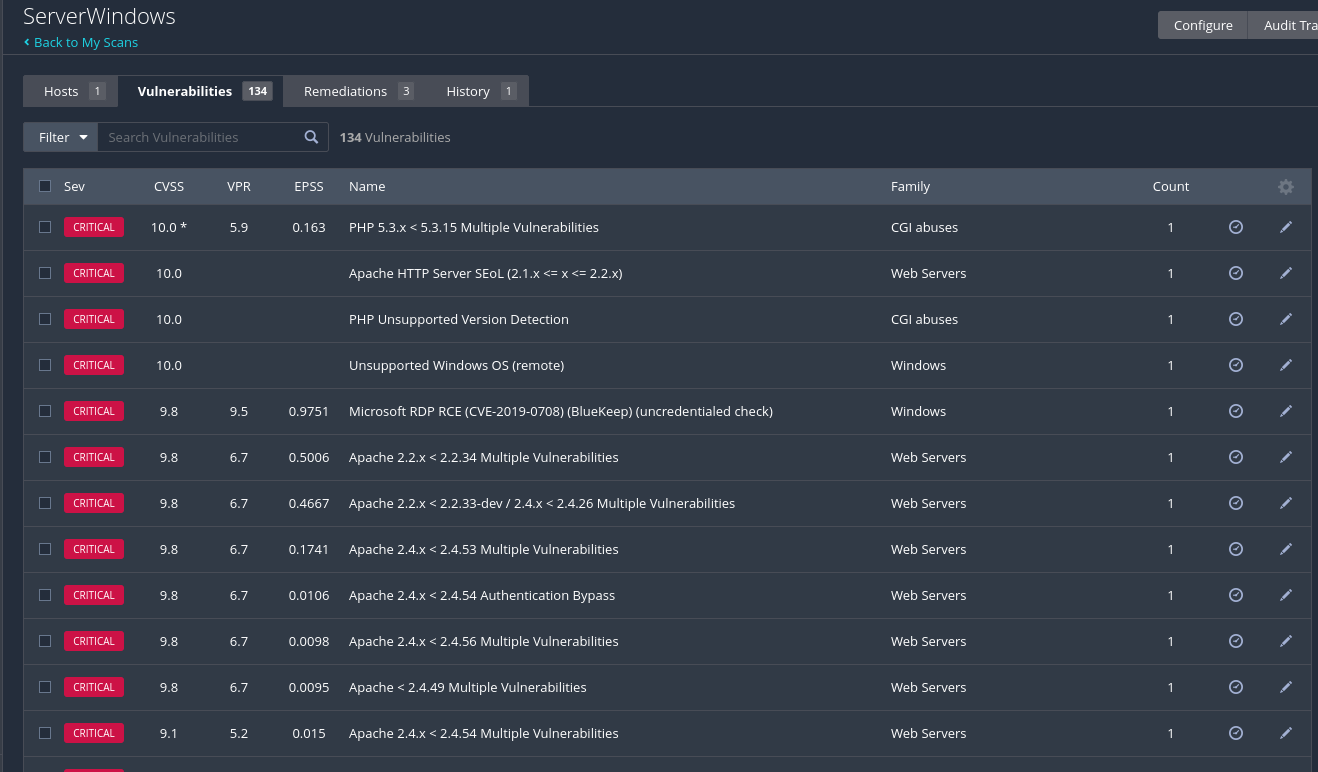 ServerWindows
Back to My Scans
Configure Audit Tra
Hosts 1 Vulnerabilities 134 Remediations 3 History 1
Filter Search Vulnerabilities 134 Vulnerabilities
Sev CVSS VPR EPSS Name Family Count
CRITICAL 10.0 * 5.9 0.163 PHP 5.3.x < 5.3.15 Multiple Vulnerabilities CGI abuses 1
CRITICAL 10.0 Apache HTTP Server SEoL (2.1.x <= x <= 2.2.x) Web Servers 1
CRITICAL 10.0 PHP Unsupported Version Detection CGI abuses 1
CRITICAL 10.0 Unsupported Windows OS (remote) Windows 1
CRITICAL 9.8 9.5 0.9751 Microsoft RDP RCE (CVE-2019-0708) (BlueKeep) (uncredentialed check) Windows 1
CRITICAL 9.8 6.7 0.5006 Apache 2.2.x < 2.2.34 Multiple Vulnerabilities Web Servers 1
CRITICAL 9.8 6.7 0.4667 Apache 2.2.x < 2.2.33-dev / 2.4.x < 2.4.26 Multiple Vulnerabilities Web Servers 1
CRITICAL 9.8 6.7 0.1741 Apache 2.4.x < 2.4.53 Multiple Vulnerabilities Web Servers 1
CRITICAL 9.8 6.7 0.0106 Apache 2.4.x < 2.4.54 Authentication Bypass Web Servers 1
CRITICAL 9.8 6.7 0.0098 Apache 2.4.x < 2.4.56 Multiple Vulnerabilities Web Servers 1
CRITICAL 9.8 6.7 0.0095 Apache < 2.4.49 Multiple Vulnerabilities Web Servers 1
CRITICAL 9.1 5.2 0.015 Apache 2.4.x < 2.4.54 Multiple Vulnerabilities Web Servers 1